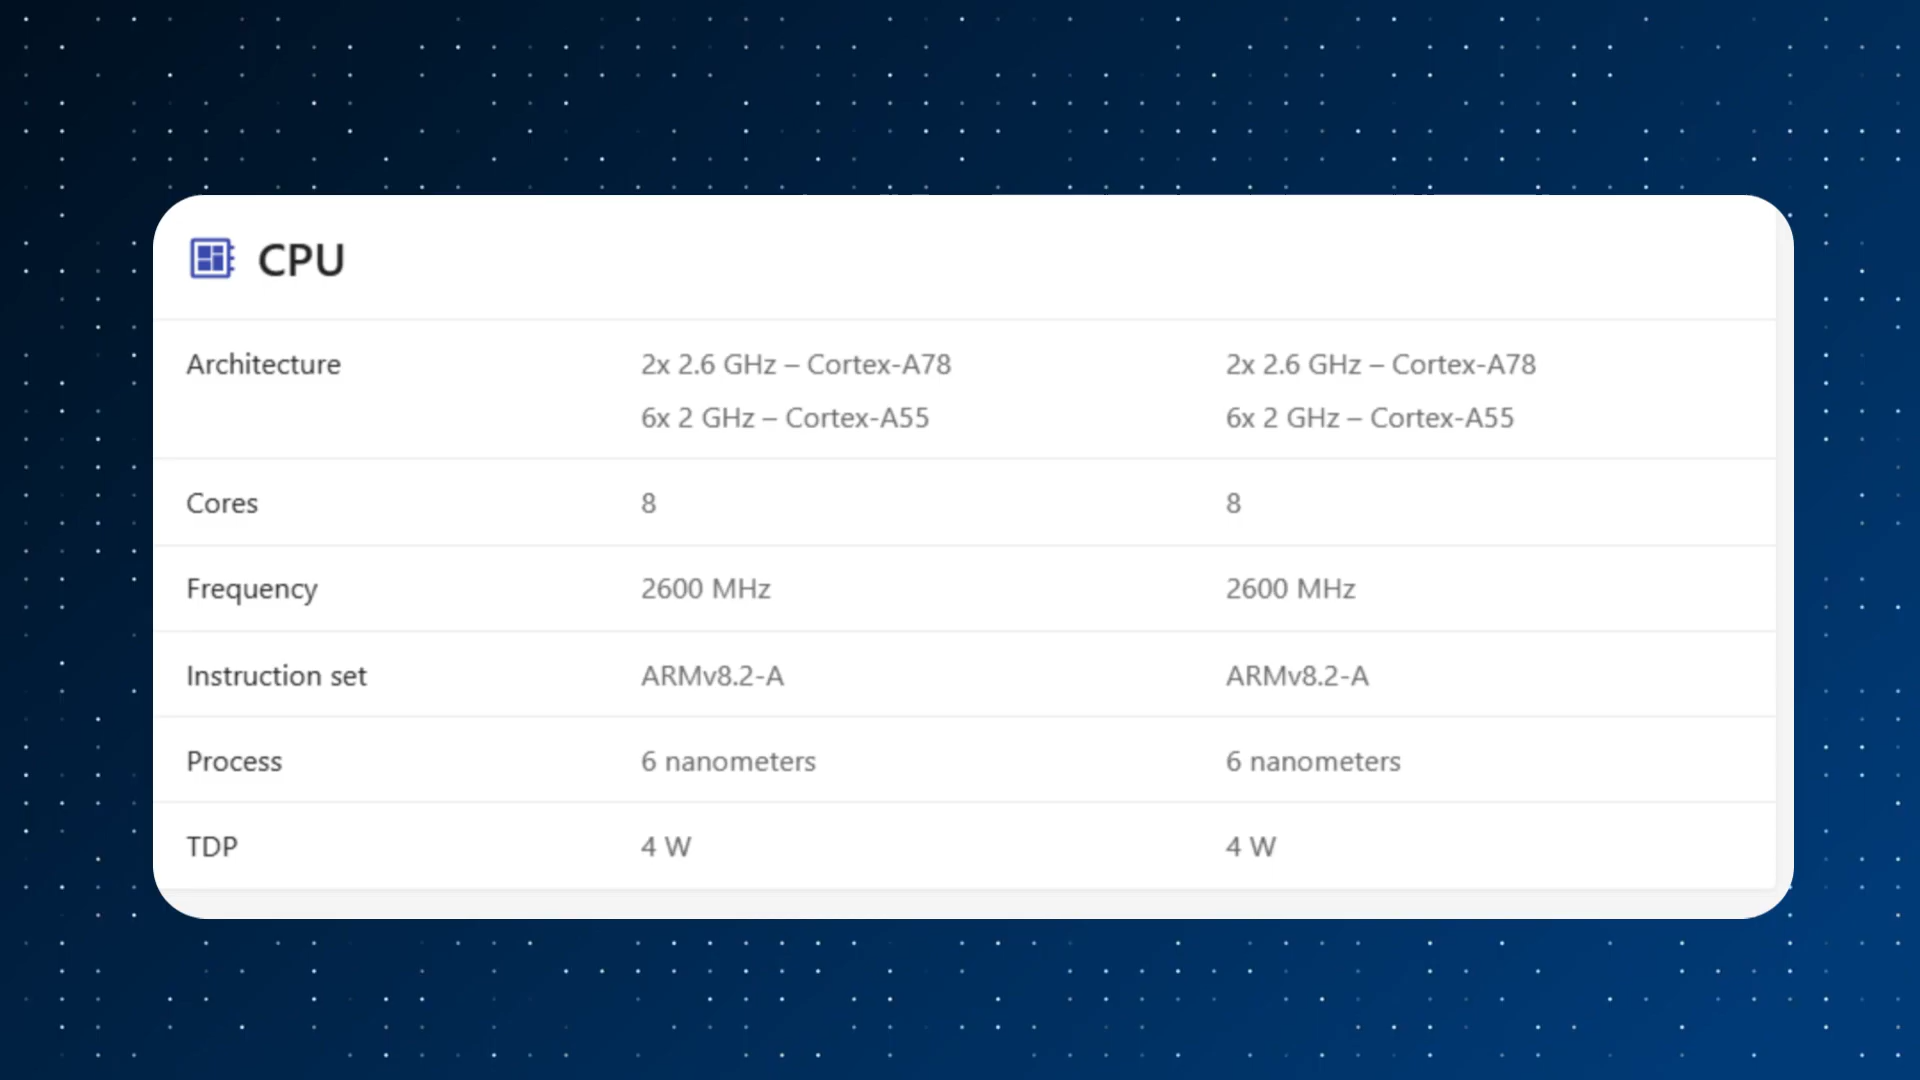 CPU
Architecture 2x 2.6 GHz – Cortex-A78 2x 2.6 GHz – Cortex-A78
6x 2 GHz – Cortex-A55 6x 2 GHz – Cortex-A55
Cores 8 8
Frequency 2600 MHz 2600 MHz
Instruction set ARMv8.2-A ARMv8.2-A
Process 6 nanometers 6 nanometers
TDP 4 W 4 W